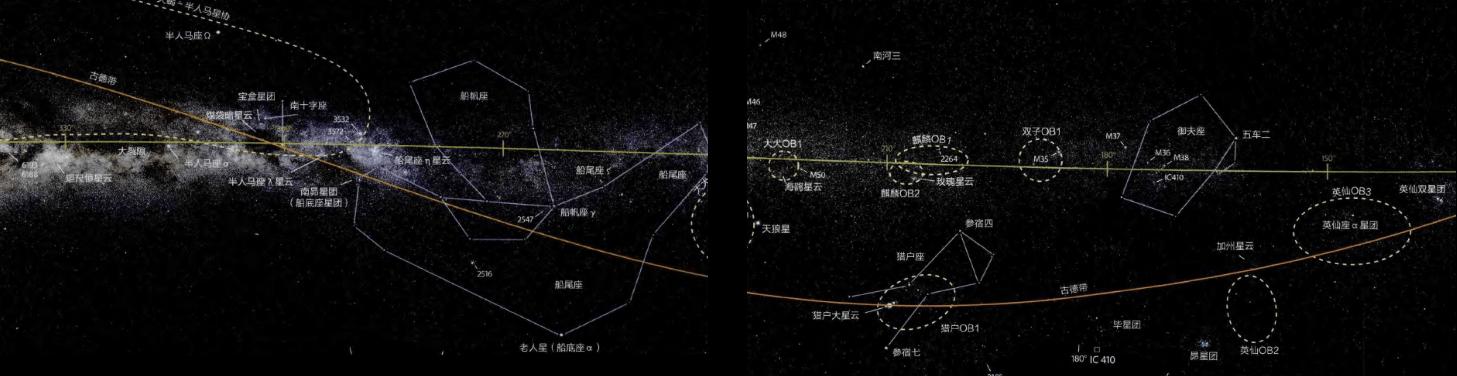 半人马座Ω
古德带
宝盒星团
南十字座
煤袋暗星云
3532
3572
330°
270°
船帆座
半人马座α
船底座η星云
半人马座λ星云
南昴星团
(船底座星团)
船尾座ζ
船尾座
船帆座γ
2547
2516
船尾座
老人星(船底座α)
M48
南河三
M46
M47
大犬OB1
M50
海鸥星云
天狼星
210°
麒麟OB1
2264
麒麟OB2
玫瑰星云
双子OB1
M35
M37
180°
御夫座
M36
M38
IC410
五车二
150°
英仙双星团
英仙OB3
英仙座α星团
加州星云
参宿四
猎户座
古德带
猎户大星云
猎户OB1
参宿七
毕星团
180° IC 410
昴星团
英仙OB2